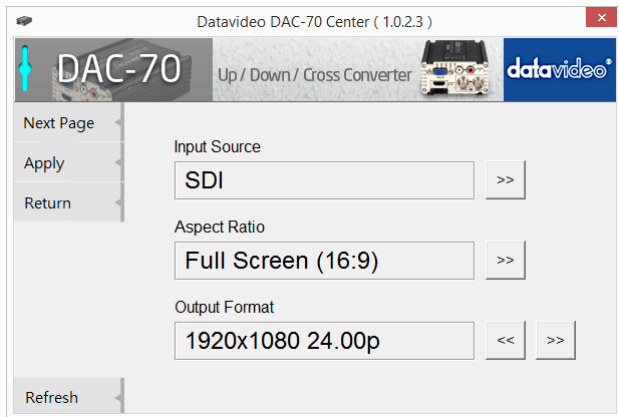 Datavideo DAC-70 Center ( 1.0.2.3 )
×
DAC-70
Up / Down / Cross Converter
datavideo®
Next Page
Apply
Return
Input Source
SDI
>>
Aspect Ratio
Full Screen (16:9)
>>
Output Format
1920x1080 24.00p
<< >>
Refresh